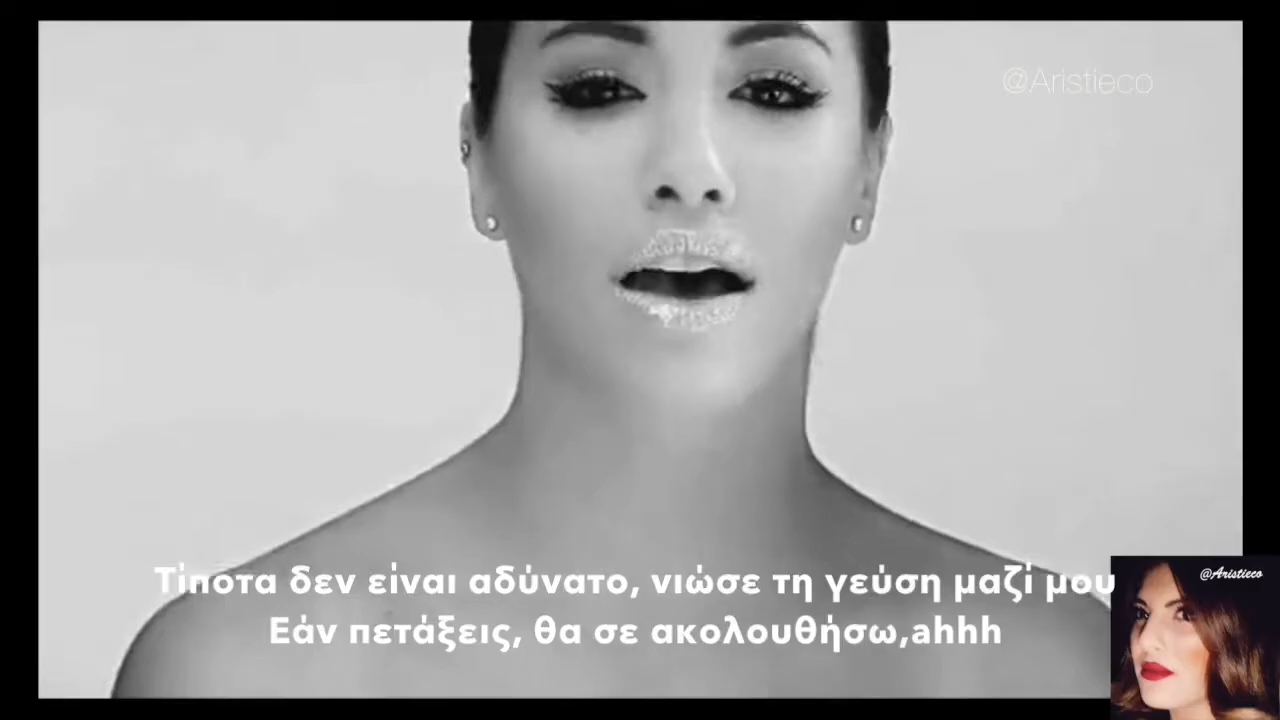 @Aristieco
Τίποτα δεν είναι αδύνατο, νιώσε τη γεύση μαζί μου
Εάν πετάξεις, θα σε ακολουθήσω,ahhh
@Aristieco